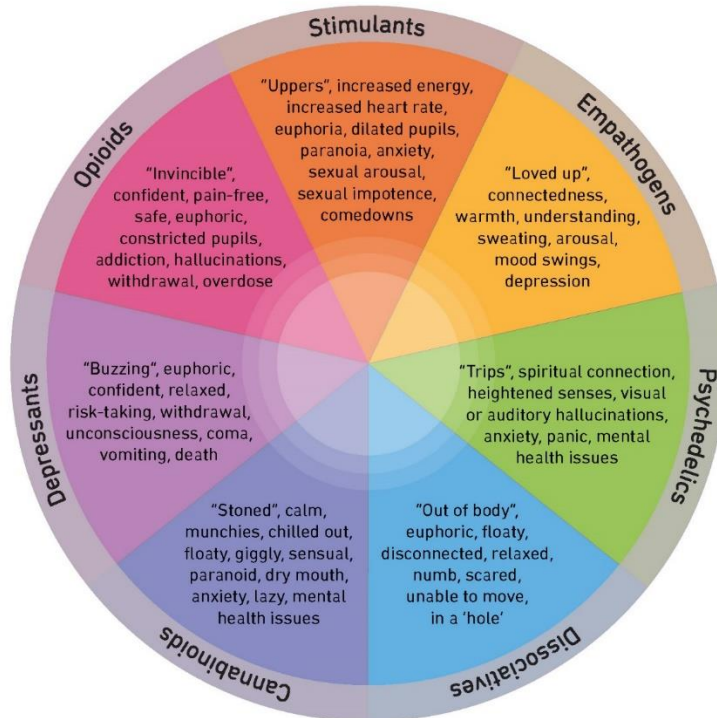 Stimulants
"Uppers", increased energy,
increased heart rate,
euphoria, dilated pupils,
paranoia, anxiety,
sexual arousal,
sexual impotence,
comedowns
Empathogens
"Loved up",
connectedness,
warmth, understanding,
sweating, arousal,
mood swings,
depression
Psychedelics
"Trips", spiritual connection,
heightened senses, visual
or auditory hallucinations,
anxiety, panic, mental
health issues
Dissociatives
"Out of body",
euphoric, floaty,
disconnected, relaxed,
numb, scared,
unable to move,
in a 'hole'
Cannabinoids
"Stoned", calm,
munchies, chilled out,
floaty, giggly, sensual,
paranoid, dry mouth,
anxiety, lazy, mental
health issues
Depressants
"Buzzing", euphoric,
confident, relaxed,
risk-taking, withdrawal,
unconsciousness, coma,
vomiting, death
Opioids
"Invincible",
confident, pain-free,
safe, euphoric,
constricted pupils,
addiction, hallucinations,
withdrawal, overdose